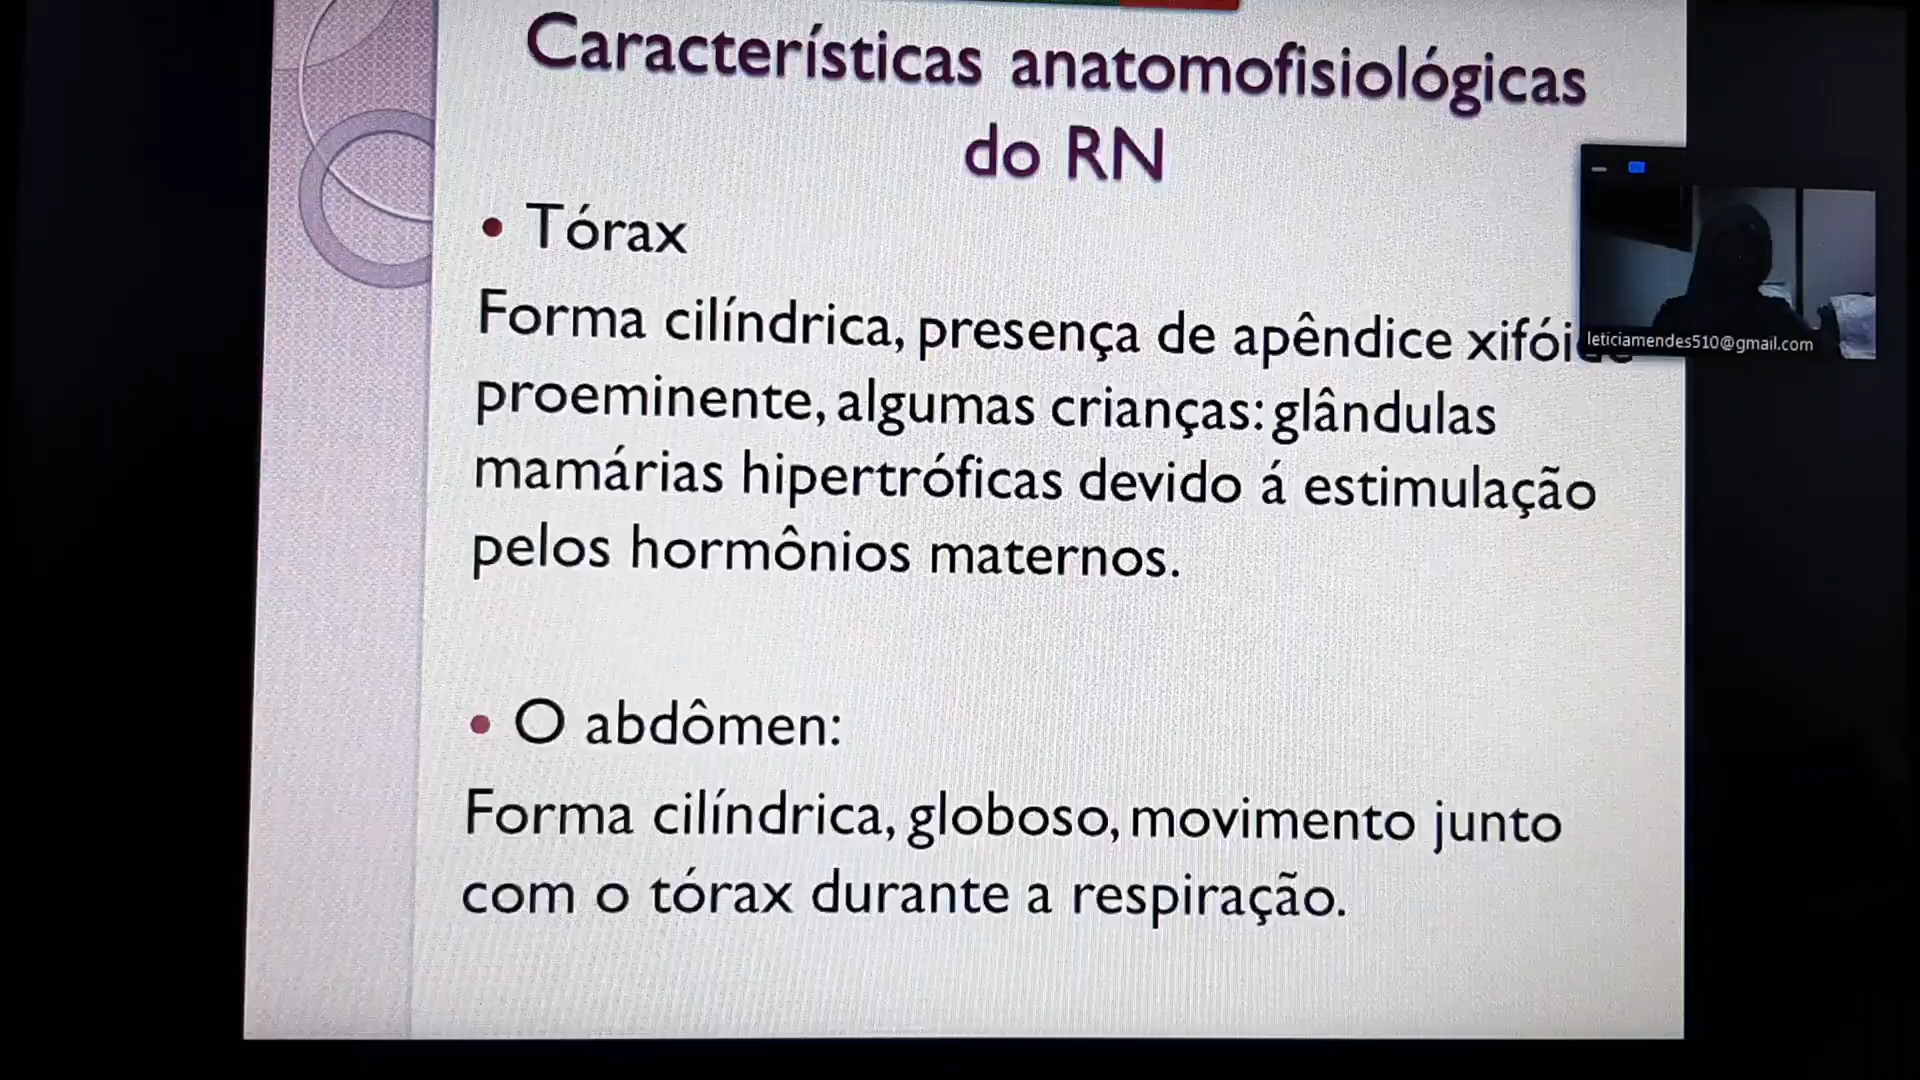 Características anatomofisiológicas
do RN
• Tórax
Forma cilíndrica, presença de apêndice
leticiamendes510@gmail.com
proeminente, algumas crianças: glândulas
mamárias hipertróficas devido á estimulação
pelos hormônios maternos.
• O abdômen:
Forma cilíndrica, globoso, movimento junto
com o tórax durante a respiração.